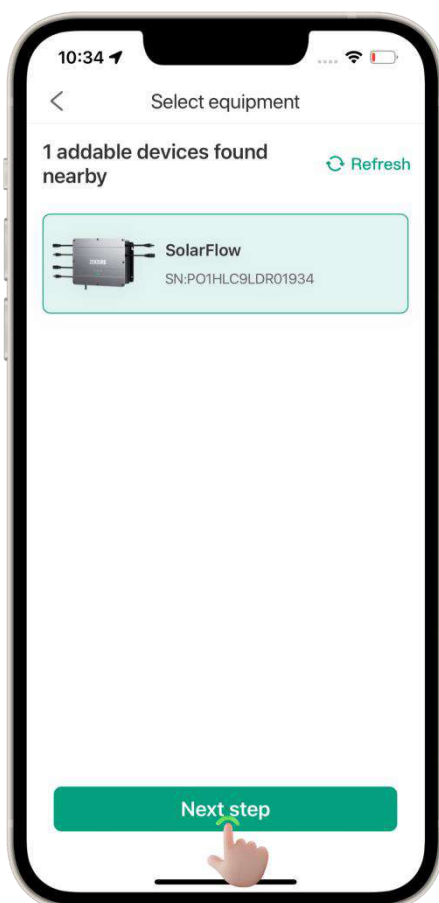 10:34
Select equipment
1 addable devices found
nearby
Refresh
SolarFlow
SN:PO1HLC9LDR01934
Next step